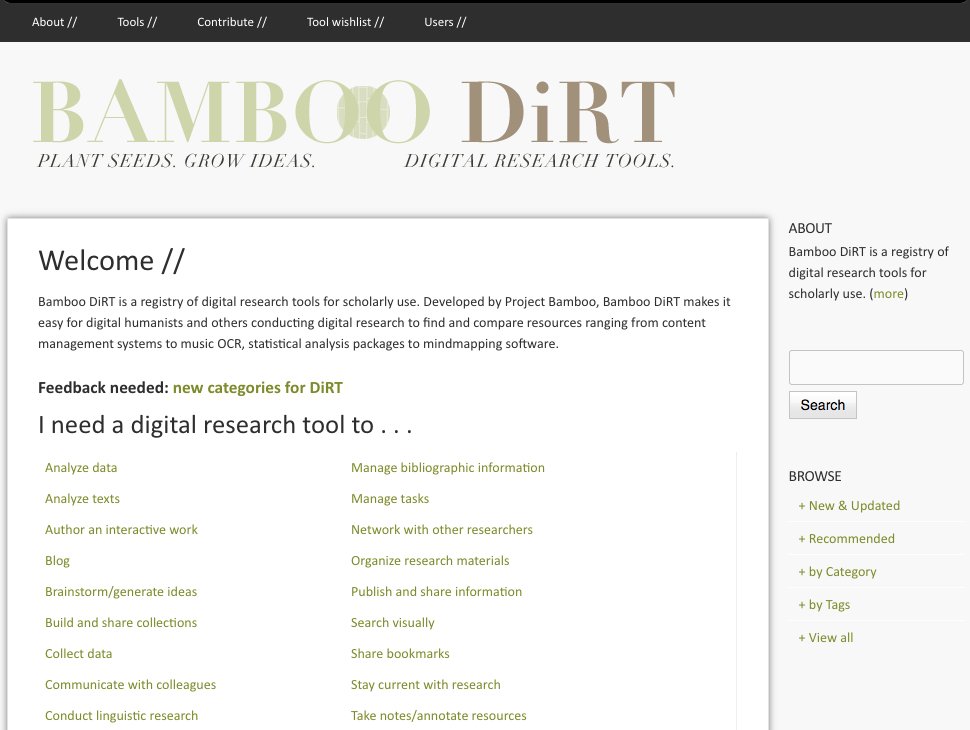 About //
Tools //
Contribute //
Tool wishlist //
Users //
BAMBOO DiRT
PLANT SEEDS. GROW IDEAS.
DIGITAL RESEARCH TOOLS.
Welcome //
Bamboo DiRT is a registry of digital research tools for scholarly use. Developed by Project Bamboo, Bamboo DiRT makes it
easy for digital humanists and others conducting digital research to find and compare resources ranging from content
management systems to music OCR, statistical analysis packages to mindmapping software.
Feedback needed: new categories for DiRT
I need a digital research tool to . . .
Analyze data
Analyze texts
Author an interactive work
Blog
Brainstorm/generate ideas
Build and share collections
Collect data
Communicate with colleagues
Conduct linguistic research
Manage bibliographic information
Manage tasks
Network with other researchers
Organize research materials
Publish and share information
Search visually
Share bookmarks
Stay current with research
Take notes/annotate resources
ABOUT
Bamboo DiRT is a registry of
digital research tools for
scholarly use. (more)
Search
BROWSE
+ New & Updated
+ Recommended
+ by Category
+ by Tags
+ View all